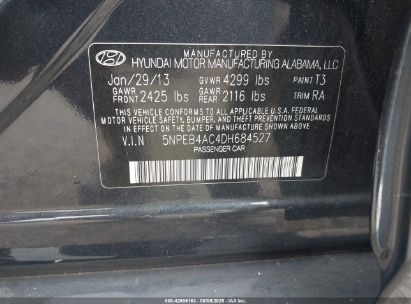 HYUNDAI MOTOR MANUFACTURING ALABAMA, LLC
Jan/29/13 GVWR 4299 lbs PAINT T3
GAWR FRONT 2425 lbs GAWR REAR 2116 lbs TRIM RA
THIS VEHICLE CONFORMS TO ALL APPLICABLE U.S.A. FEDERAL
MOTOR VEHICLE SAFETY, BUMPER, AND THEFT PREVENTION
STANDARDS IN EFFECT ON THE DATE OF MANUFACTURE SHOWN ABOVE.
V.I.N 5NPEB4AC4DH684527
PASSENGER CAR